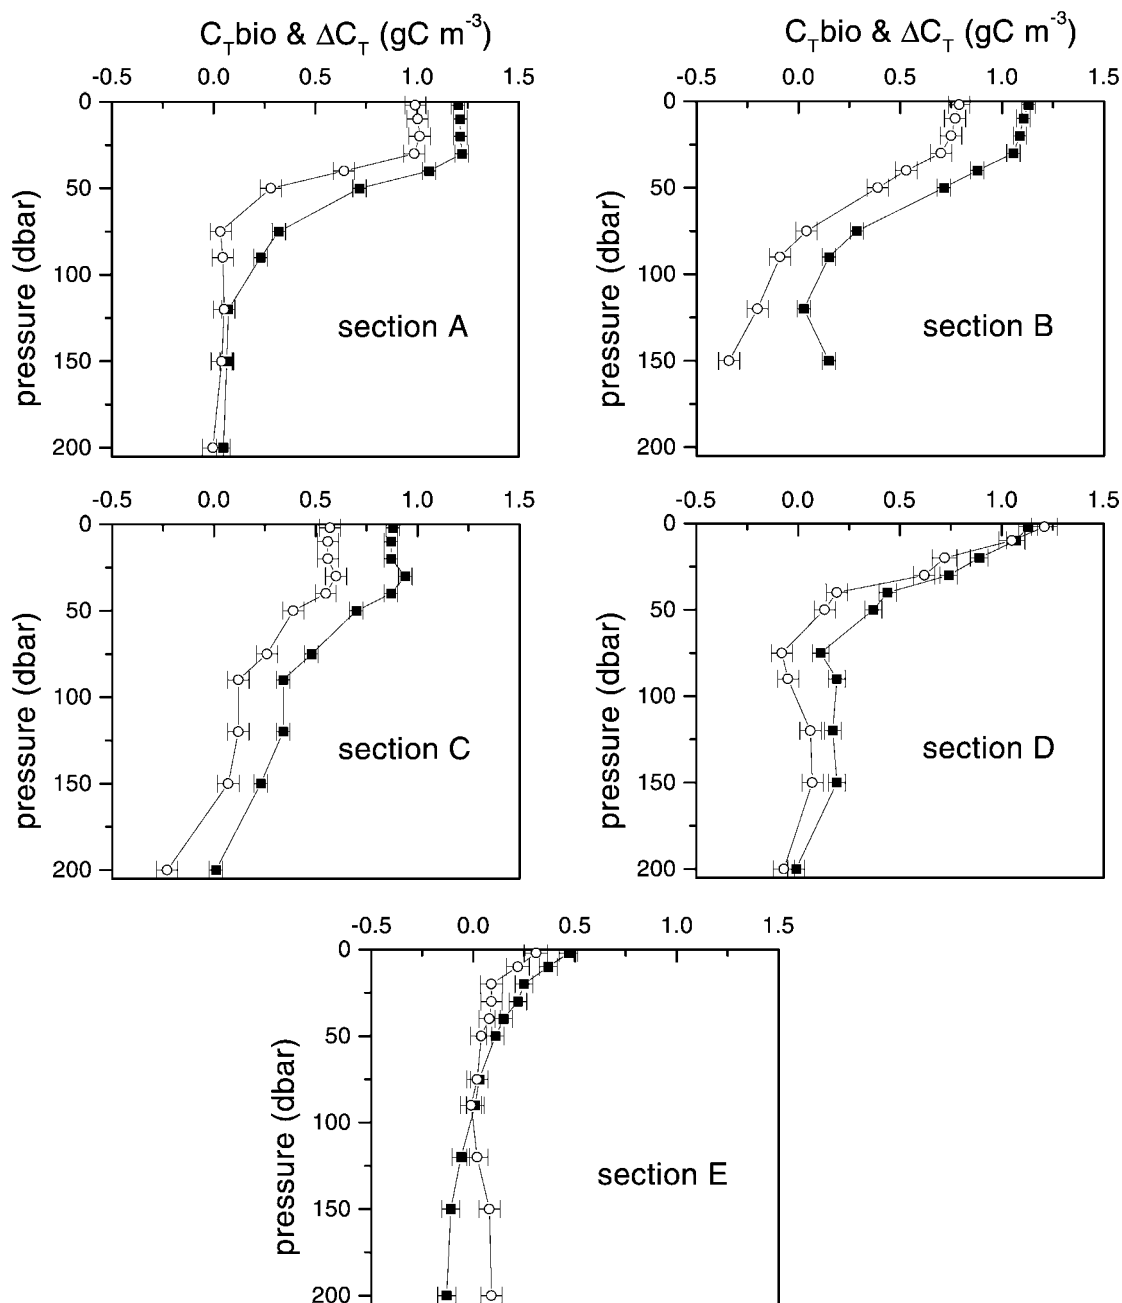 C_Tbio & ΔC_T (gC m^-3)
-0.5 0.0 0.5 1.0 1.5
0
50
100
150
200
pressure (dbar)
section A
C_Tbio & ΔC_T (gC m^-3)
-0.5 0.0 0.5 1.0 1.5
0
50
100
150
200
pressure (dbar)
section B
-0.5 0.0 0.5 1.0 1.5
0
50
100
150
200
pressure (dbar)
section C
-0.5 0.0 0.5 1.0 1.5
0
50
100
150
200
pressure (dbar)
section D
-0.5 0.0 0.5 1.0 1.5
0
50
100
150
200
pressure (dbar)
section E